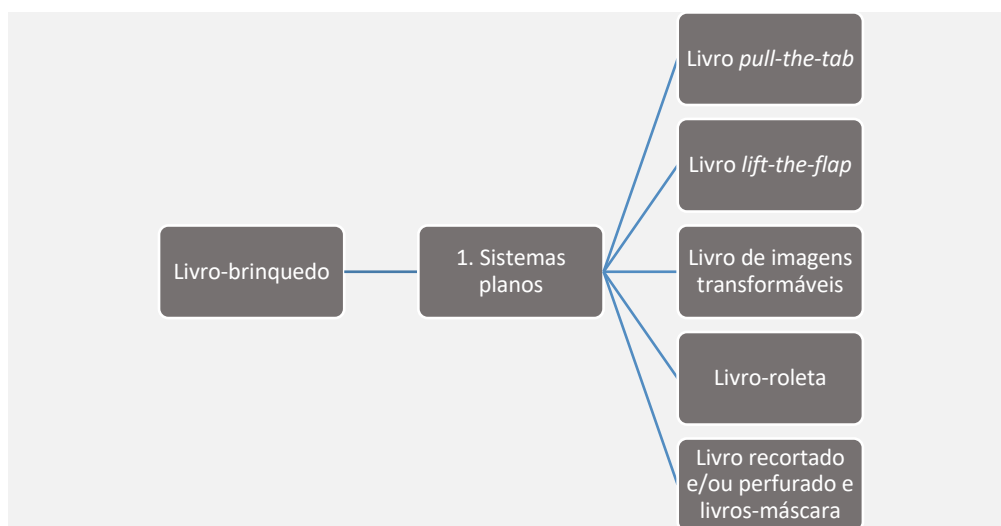 Livro-brinquedo
1. Sistemas
planos
Livro pull-the-tab
Livro lift-the-flap
Livro de imagens
transformáveis
Livro-roleta
Livro recortado
e/ou perfurado e
livros-máscara